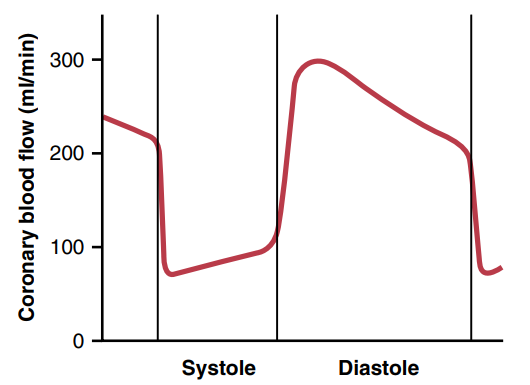 Coronary blood flow (ml/min)
300
200
100
0
Systole
Diastole